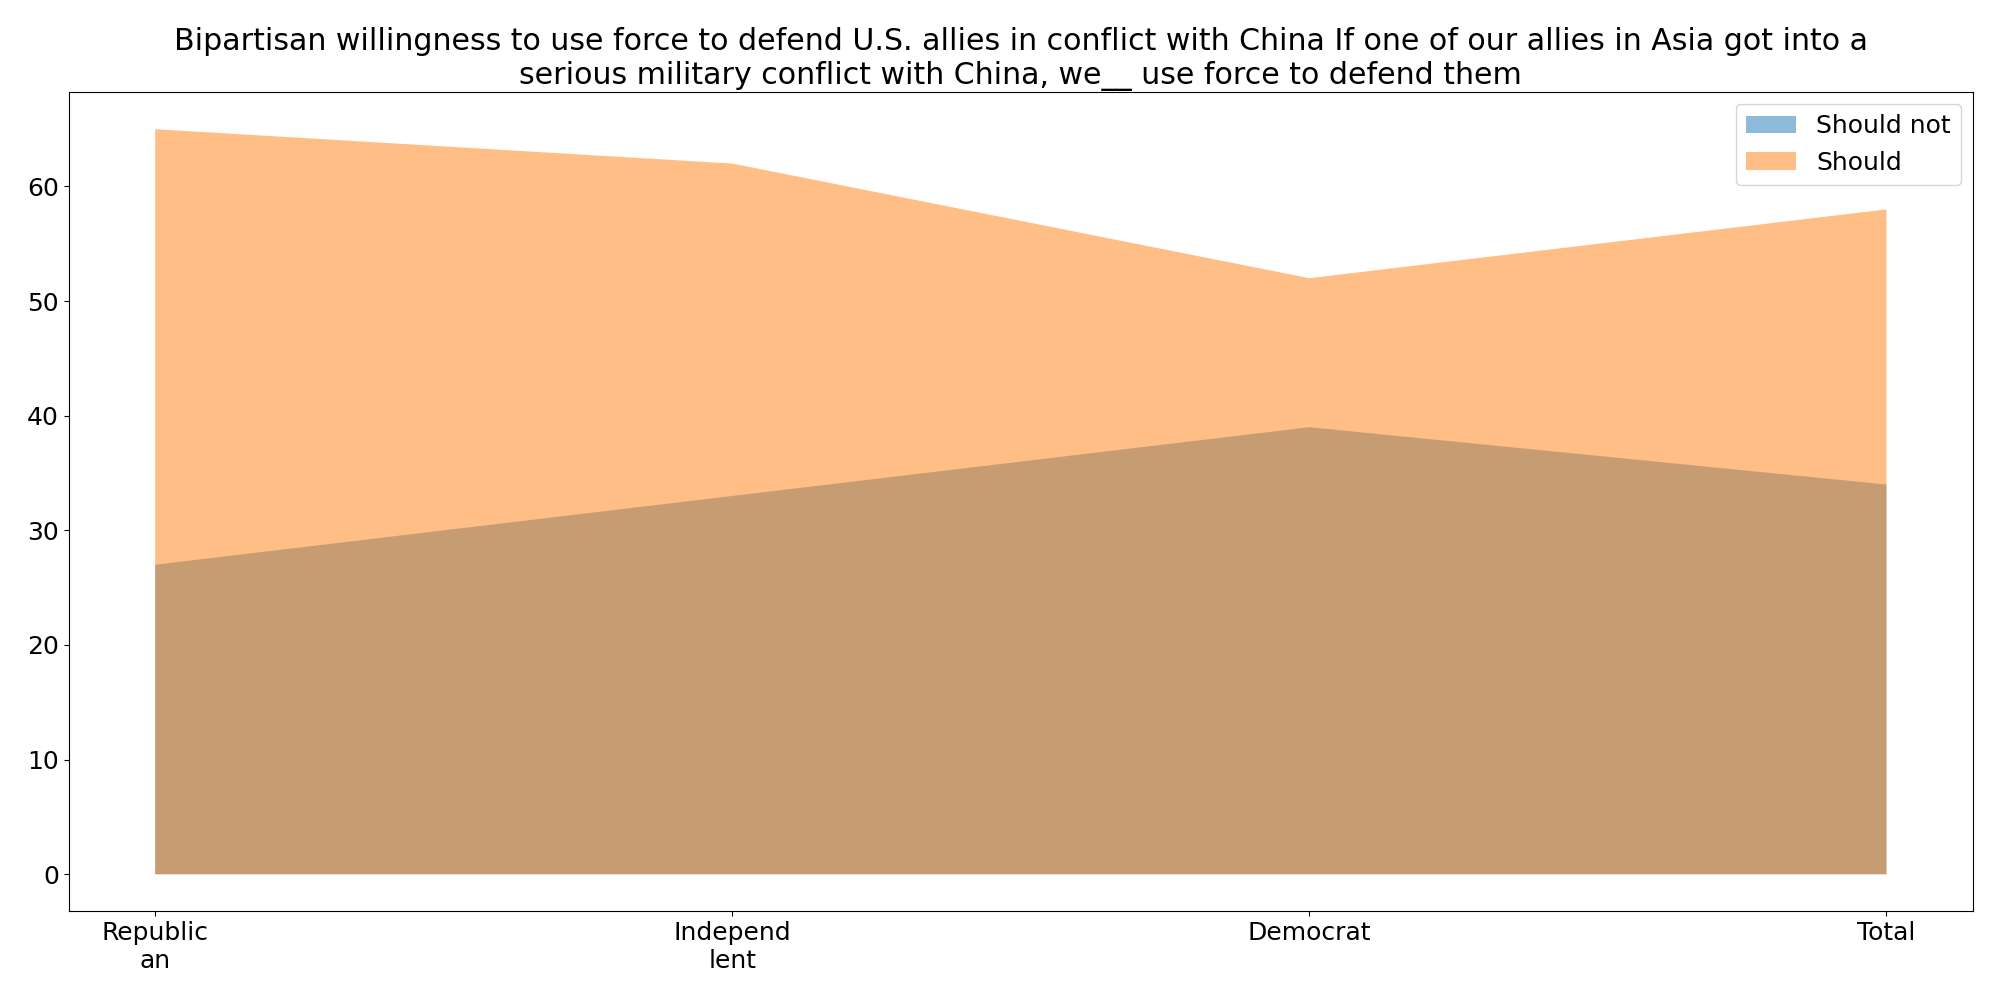 Bipartisan willingness to use force to defend U.S. allies in conflict with China If one of our allies in Asia got into a
serious military conflict with China, we__ use force to defend them
Should not
Should
60
50
40
30
20
10
0
Republic
an
Independ
lent
Democrat
Total